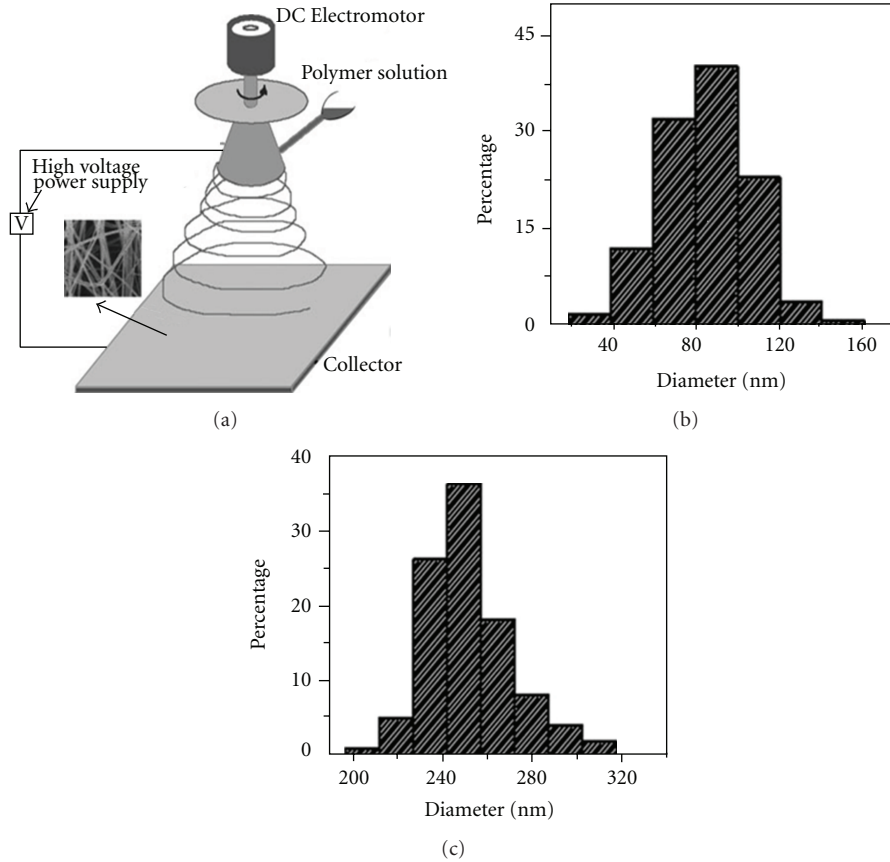 DC Electromotor
Polymer solution
High voltage
power supply
V
Collector
(a)
45
30
15
0
Percentage
40 80 120 160
Diameter (nm)
(b)
40
30
20
10
0
Percentage
200 240 280 320
Diameter (nm)
(c)